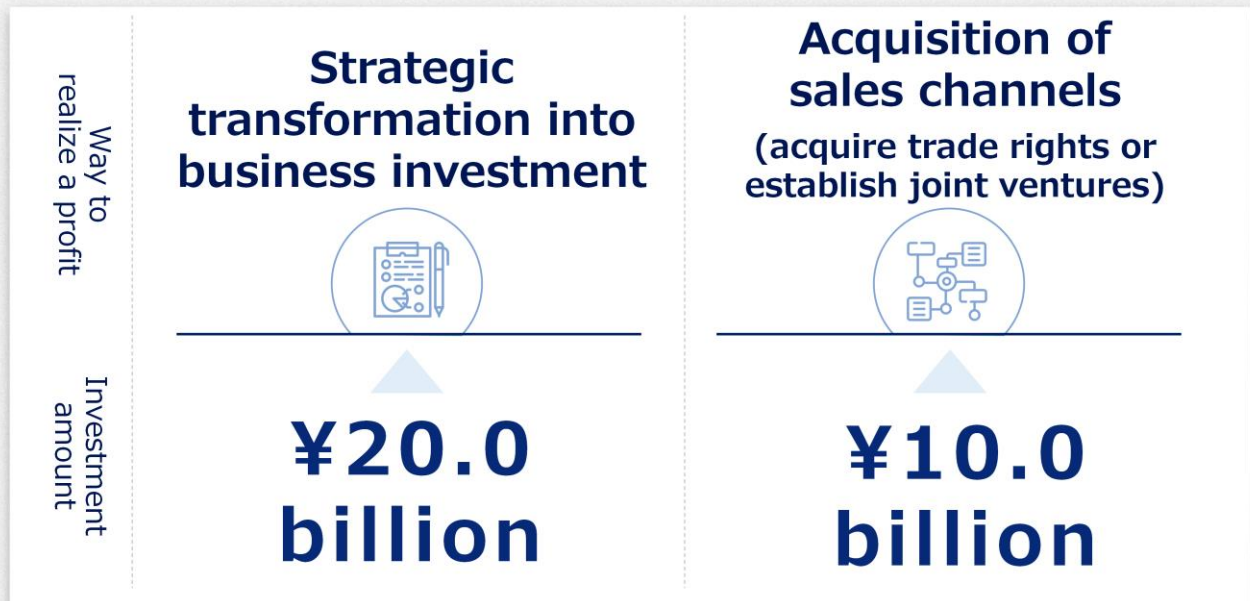 Way to
realize a profit
Strategic
transformation into
business investment
Acquisition of
sales channels
(acquire trade rights or
establish joint ventures)
Investment
amount
¥20.0
billion
¥10.0
billion